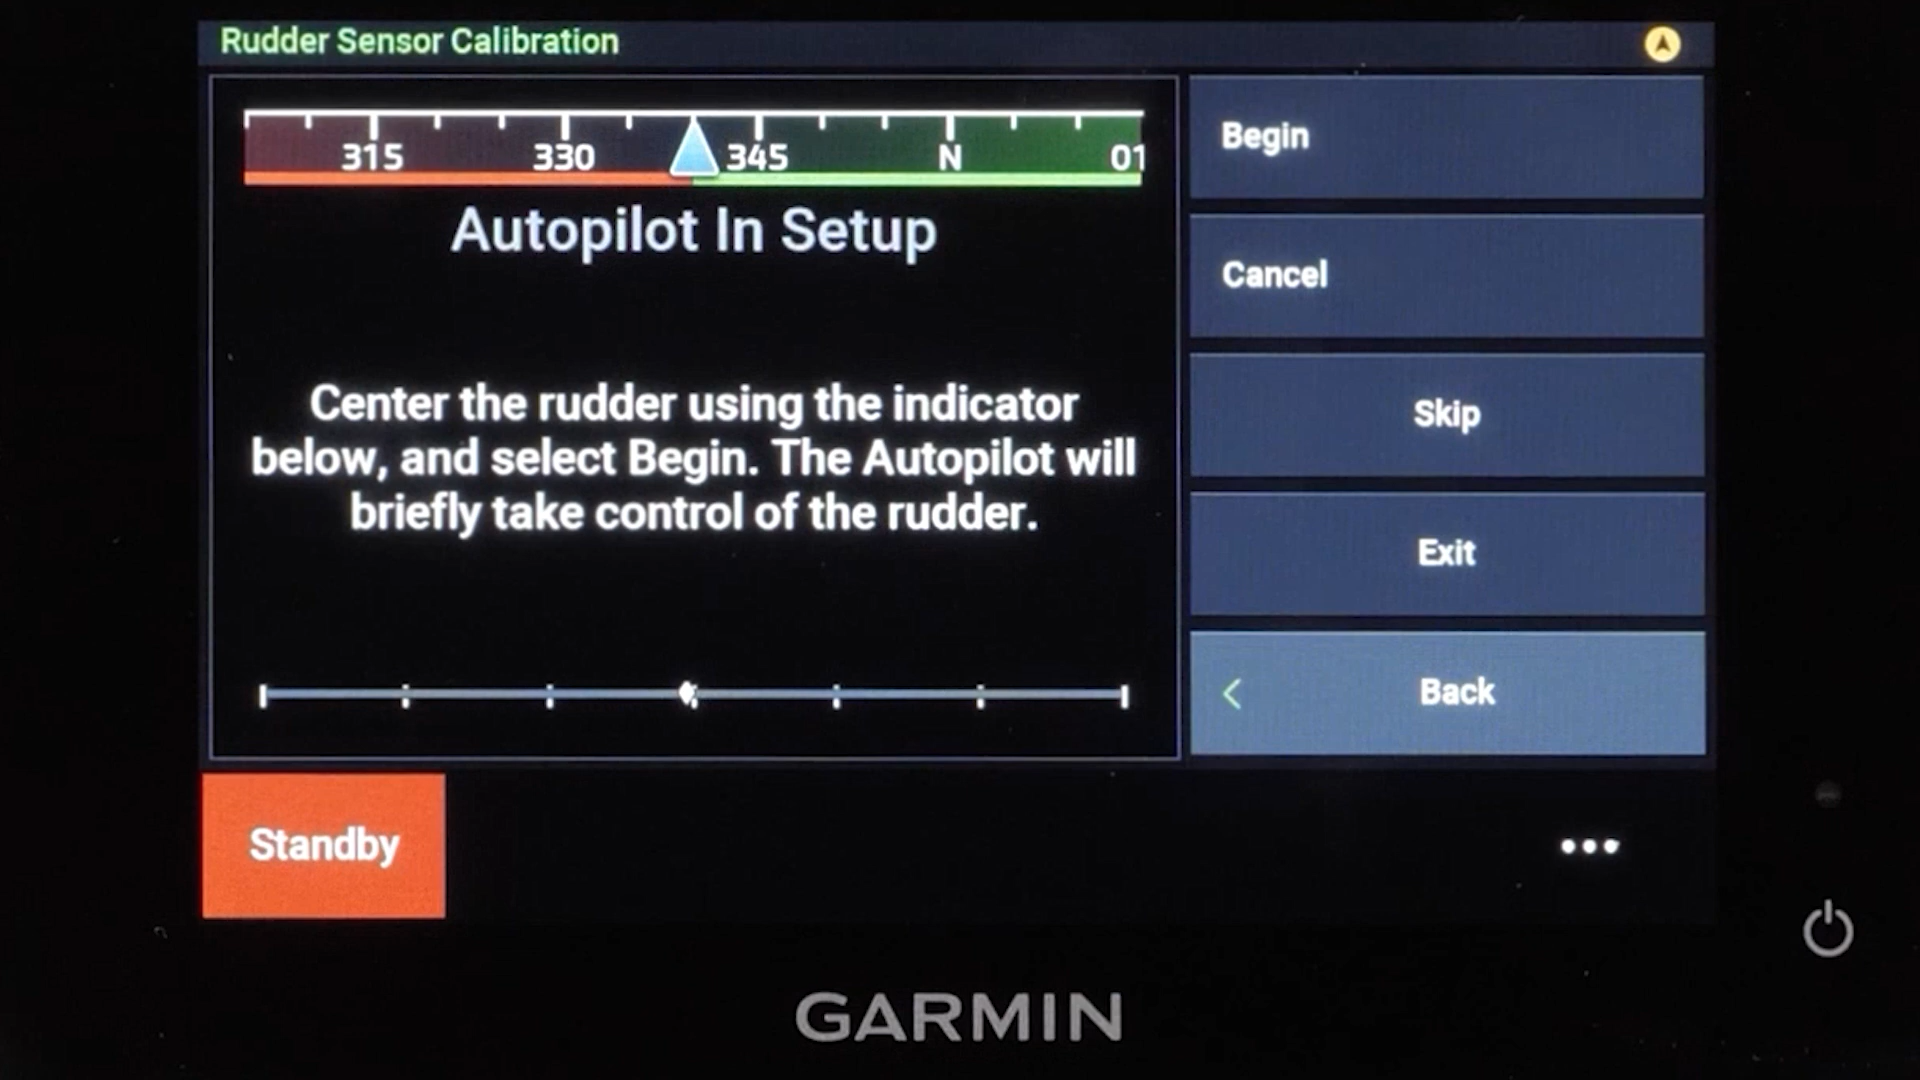 Rudder Sensor Calibration
315 330 345 N 01
Autopilot In Setup
Center the rudder using the indicator
below, and select Begin. The Autopilot will
briefly take control of the rudder.
Begin
Cancel
Skip
Exit
Back
Standby
GARMIN